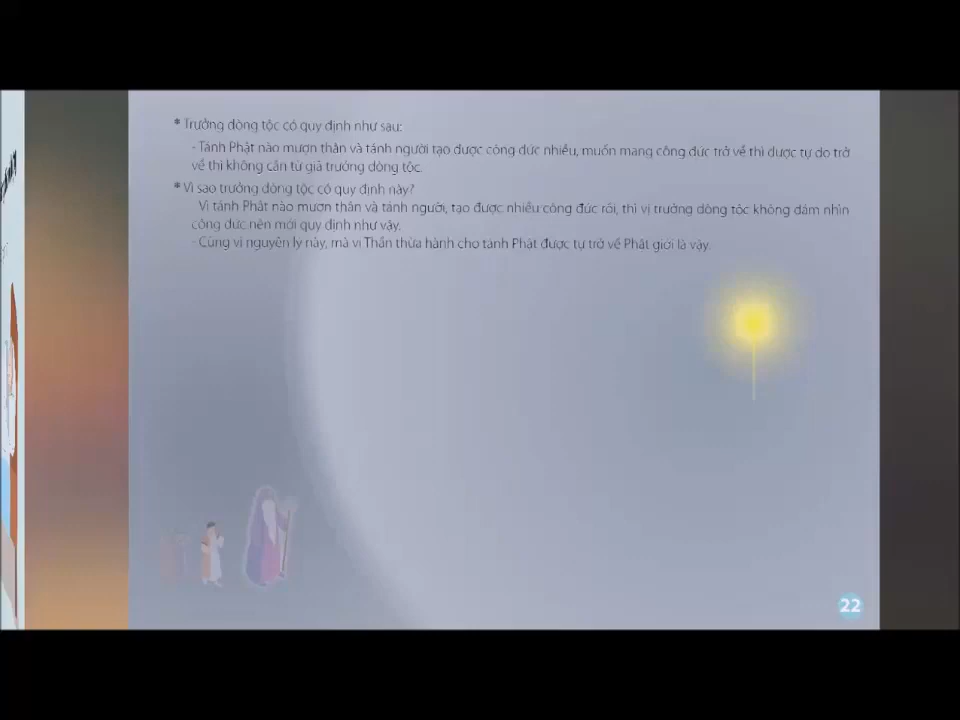 * Trưởng dòng tộc có quy định như sau:
- Tánh Phật nào mượn thân và tánh người tạo được công đức nhiều, muốn mang công đức trở về thì được tự do trở
về thì không cần từ giả trưởng dòng tộc.
* Vì sao trưởng dòng tộc có quy định này?
Vì tánh Phật nào mượn thân và tánh người, tạo được nhiều công đức rồi, thì vị trưởng dòng tộc không dám nhìn
công đức nên mới quy định như vậy.
- Cũng vì nguyên lý này, mà vị Thần thừa hành cho tánh Phật được tự trở về Phật giới là vậy.
22